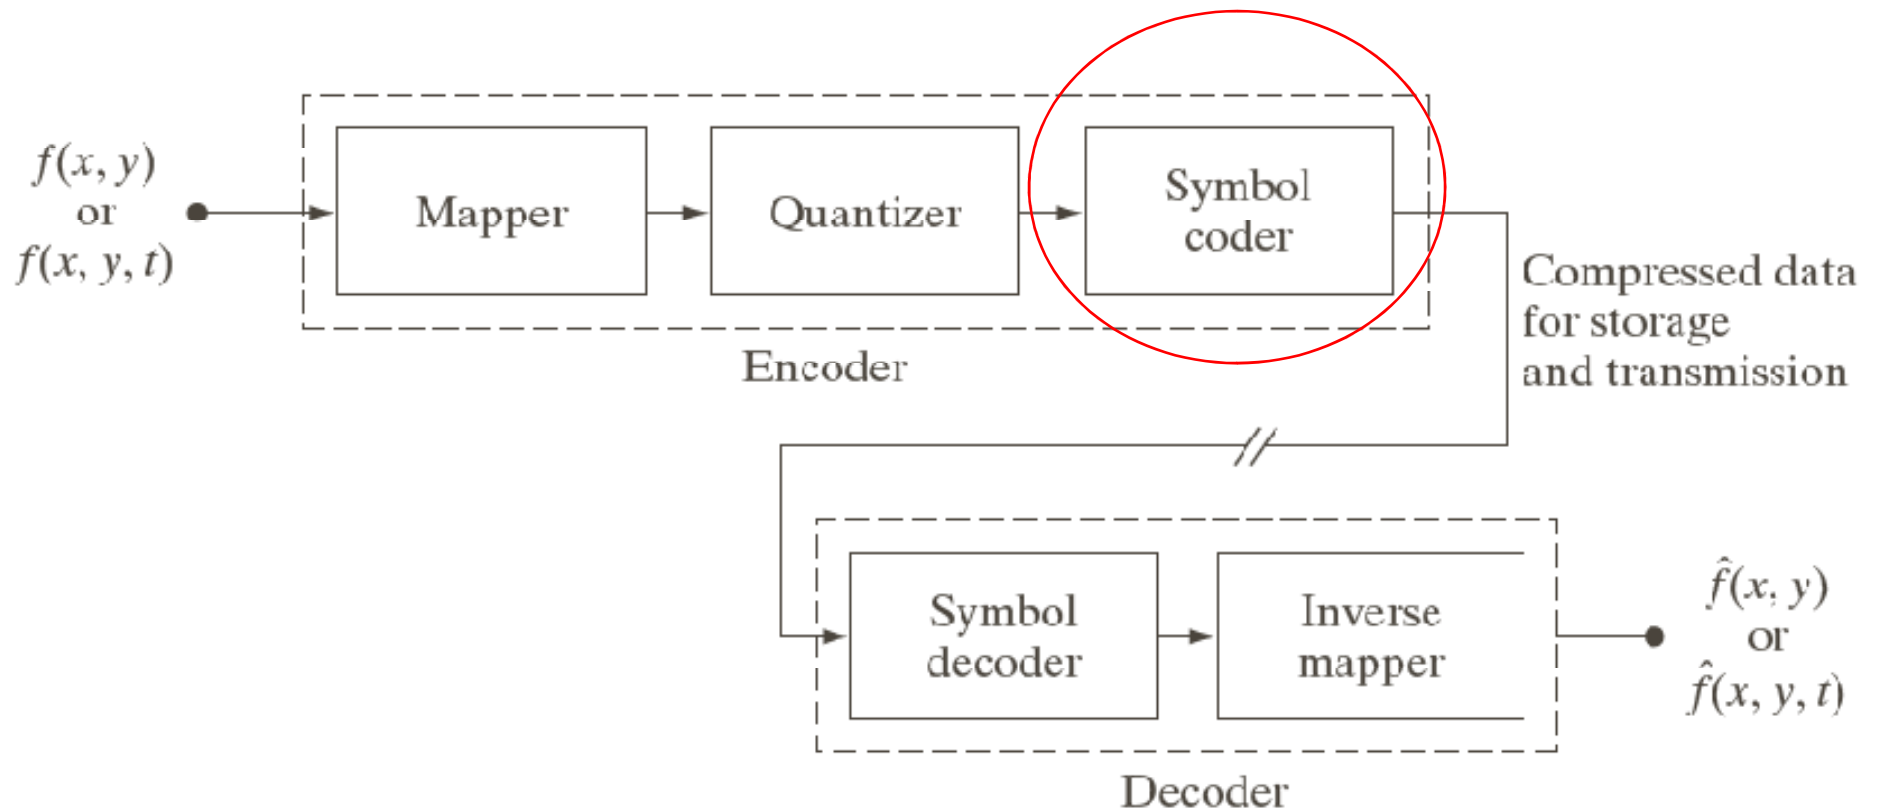 f(x, y)
or
f(x, y, t)
Mapper
Quantizer
Symbol
coder
Encoder
Compressed data
for storage
and transmission
Symbol
decoder
Inverse
mapper
Decoder
f̂(x, y)
or
f̂(x, y, t)